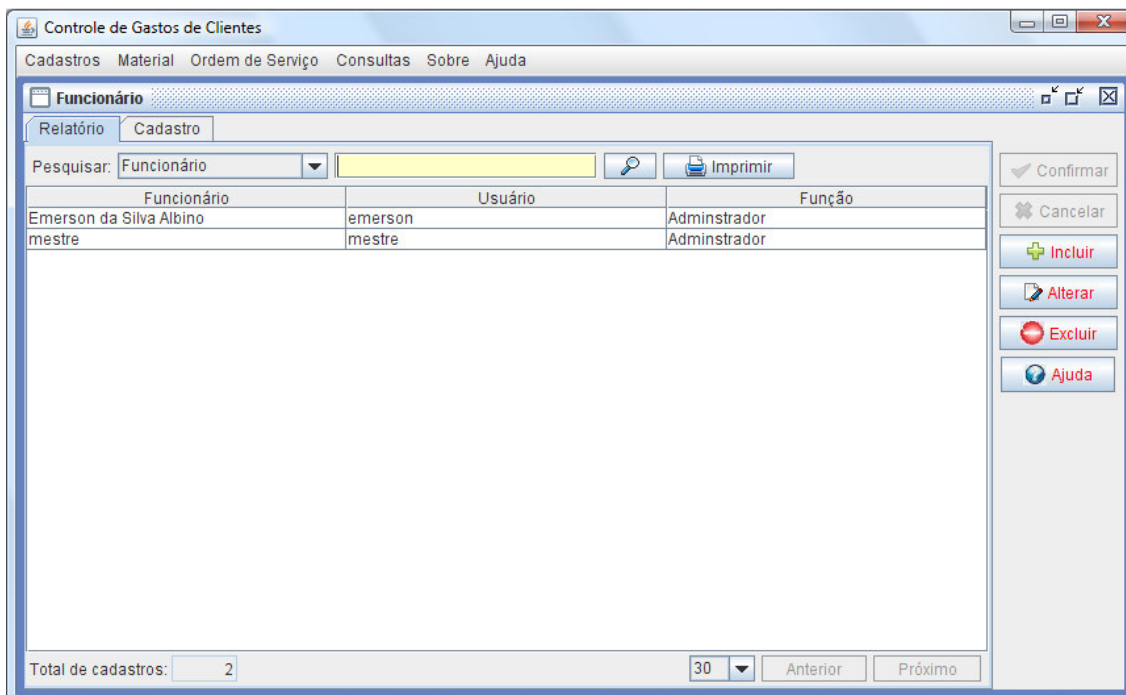 Controle de Gastos de Clientes
Cadastros Material Ordem de Serviço Consultas Sobre Ajuda
Funcionário
Relatório Cadastro
Pesquisar: Funcionário Imprimir
Funcionário Usuário Função
Emerson da Silva Albino emerson Adminstrador
mestre mestre Adminstrador
Confirmar
Cancelar
Incluir
Alterar
Excluir
Ajuda
Total de cadastros: 2 30 Anterior Próximo